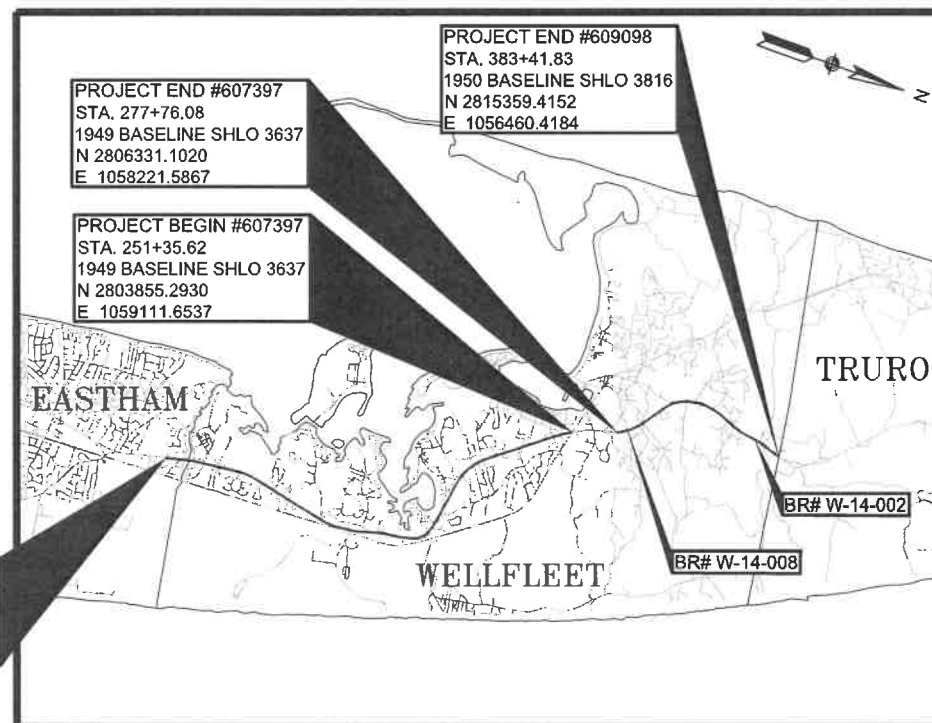 PROJECT END #609098
STA. 383+41.83
1950 BASELINE SHLO 3816
N 2815359.4152
E 1056460.4184
N
PROJECT END #607397
STA. 277+76.08
1949 BASELINE SHLO 3637
N 2806331.1020
E 1058221.5867
PROJECT BEGIN #607397
STA. 251+35.62
1949 BASELINE SHLO 3637
N 2803855.2930
E 1059111.6537
TRURO
EASTHAM
BR# W-14-002
BR# W-14-008
WELLFLEET